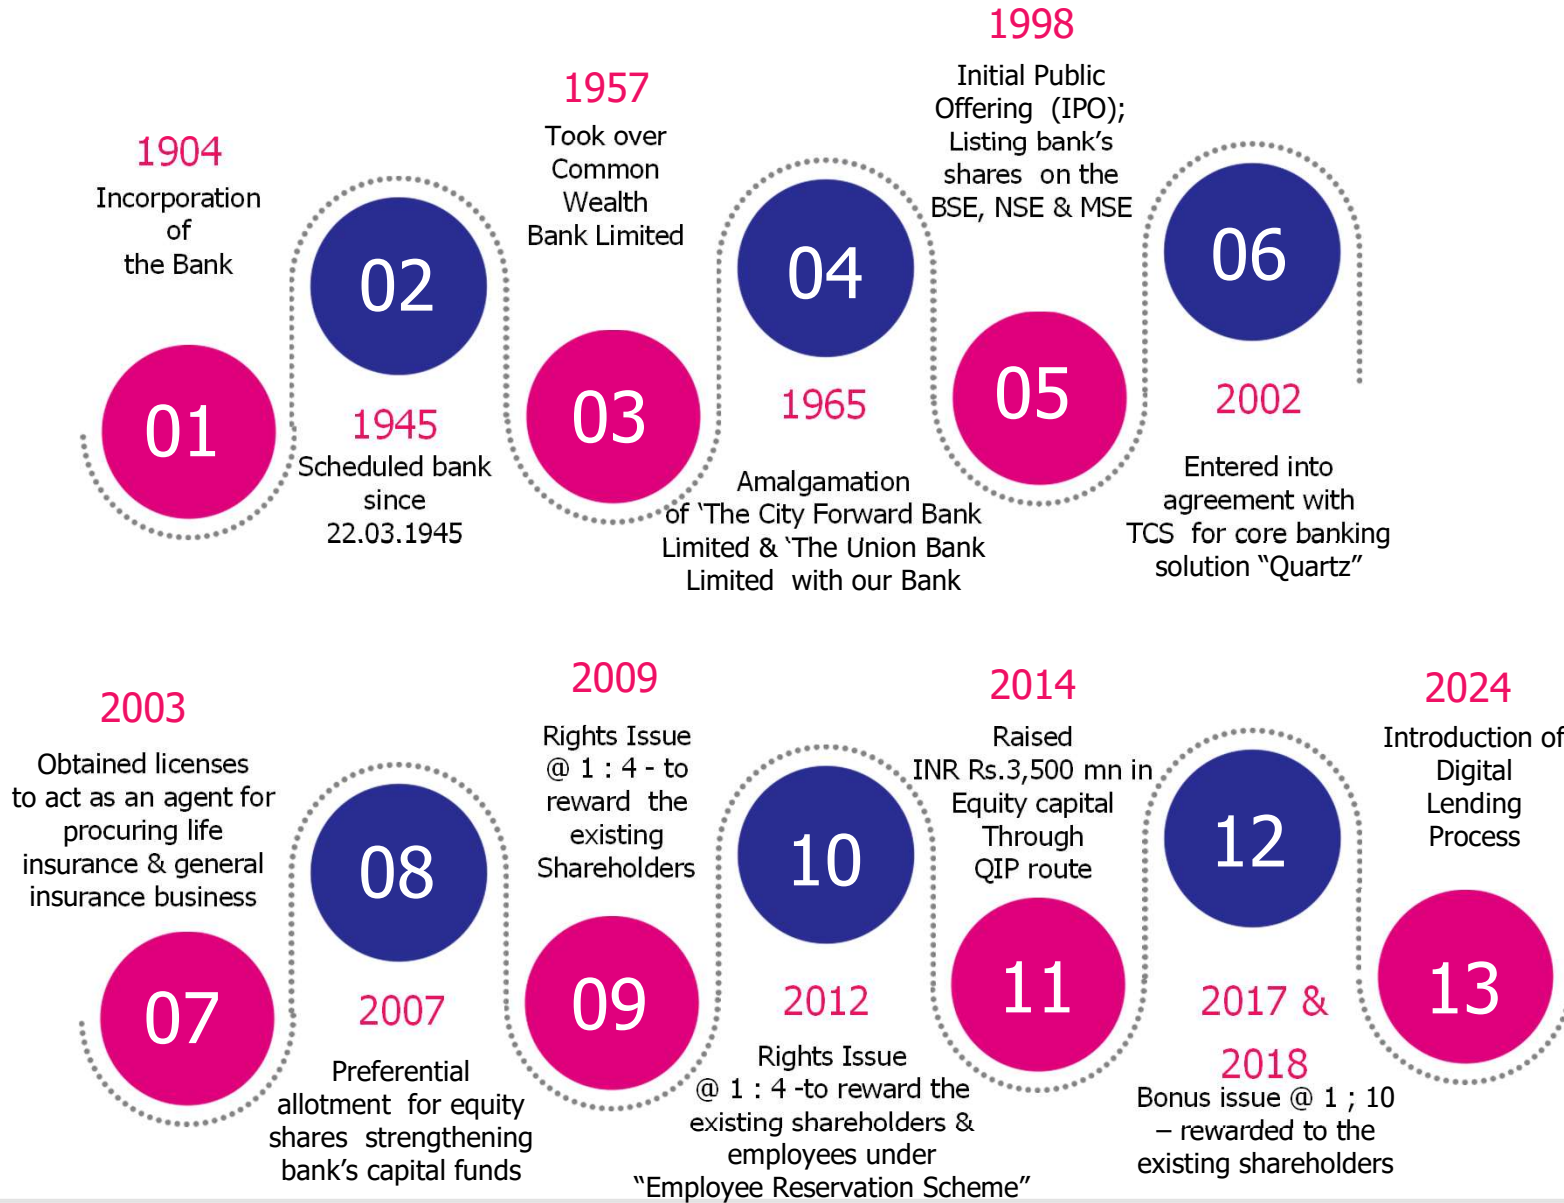 1904
Incorporation
of
the Bank
01
02
1945
Scheduled bank
since
22.03.1945
1957
Took over
Common
Wealth
Bank Limited
03
04
1965
Amalgamation
of ‘The City Forward Bank
Limited & ‘The Union Bank
Limited with our Bank
1998
Initial Public
Offering (IPO);
Listing bank’s
shares on the
BSE, NSE & MSE
05
06
2002
Entered into
agreement with
TCS for core banking
solution “Quartz”
2003
Obtained licenses
to act as an agent for
procuring life
insurance & general
insurance business
07
08
2007
Preferential
allotment for equity
shares strengthening
bank’s capital funds
2009
Rights Issue
@ 1 : 4 - to
reward the
existing
Shareholders
09
10
2012
Rights Issue
@ 1 : 4 -to reward the
existing shareholders &
employees under
“Employee Reservation Scheme”
2014
Raised
INR Rs.3,500 mn in
Equity capital
Through
QIP route
11
12
2017 &
2018
Bonus issue @ 1 ; 10
– rewarded to the
existing shareholders
2024
Introduction of
Digital
Lending
Process
13